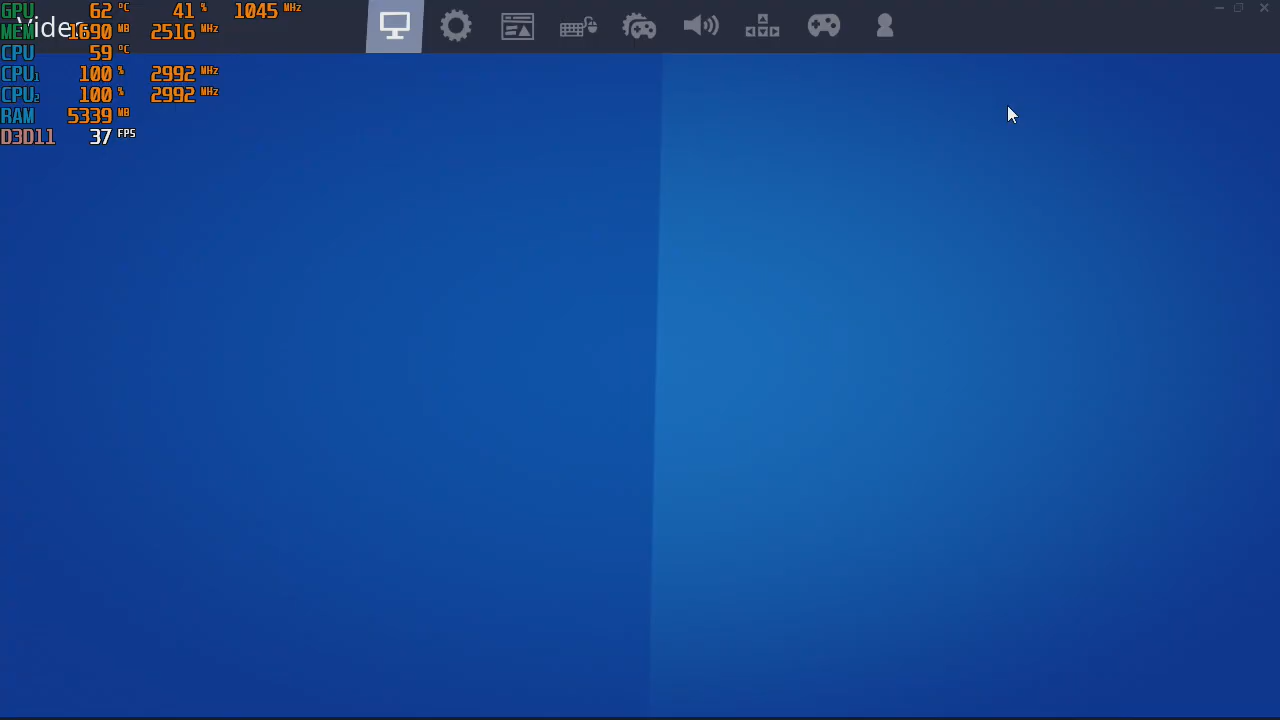 GPU 62 °C 41 % 1045 MHz
Video
MEM 1690 MB 2516 MHz
CPU 59 °C
CPU1 100 % 2992 MHz
CPU2 100 % 2992 MHz
RAM 5339 MB
D3D11 37 FPS